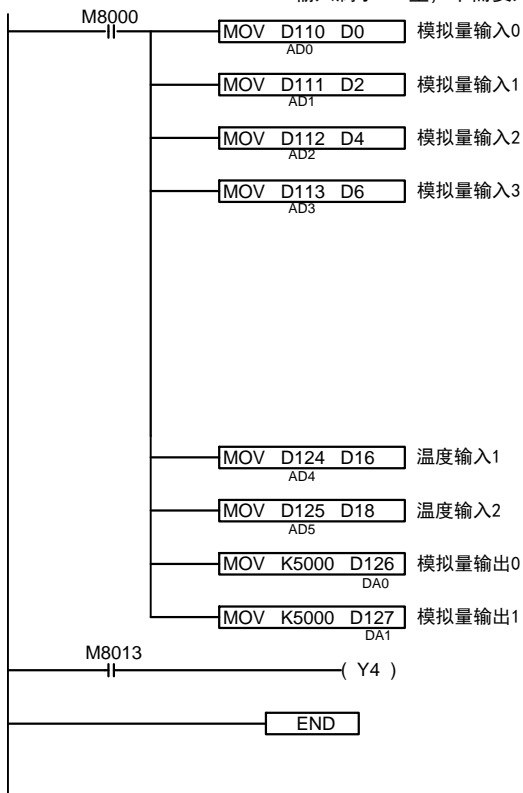 M8000
MOV D110 D0 模拟量输入0
AD0
MOV D111 D2 模拟量输入1
AD1
MOV D112 D4 模拟量输入2
AD2
MOV D113 D6 模拟量输入3
AD3
MOV D124 D16 温度输入1
AD4
MOV D125 D18 温度输入2
AD5
MOV K5000 D126 模拟量输出0
DA0
MOV K5000 D127 模拟量输出1
DA1
M8013
( Y4 )
END